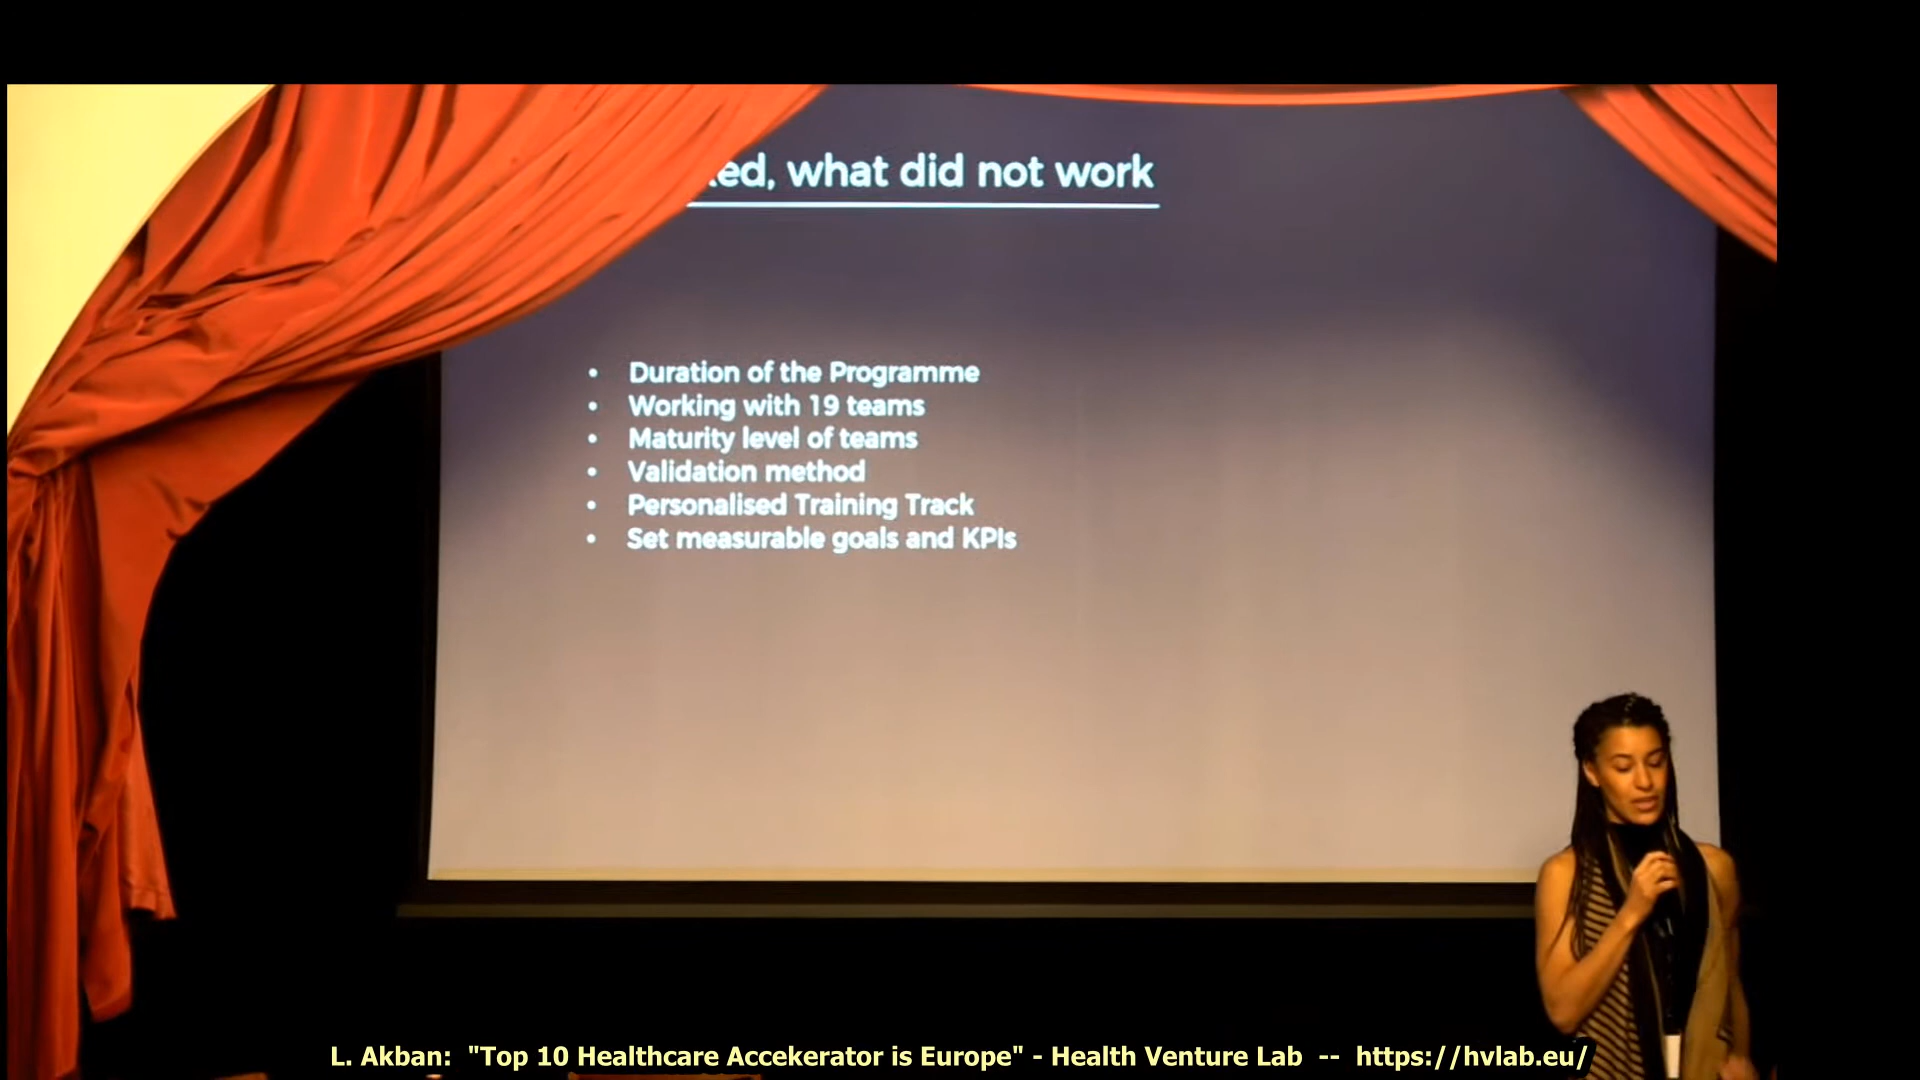 ed, what did not work
• Duration of the Programme
• Working with 19 teams
• Maturity level of teams
• Validation method
• Personalised Training Track
• Set measurable goals and KPIs
L. Akban: "Top 10 Healthcare Accekerator is Europe" - Health Venture Lab -- https://hvlab.eu/